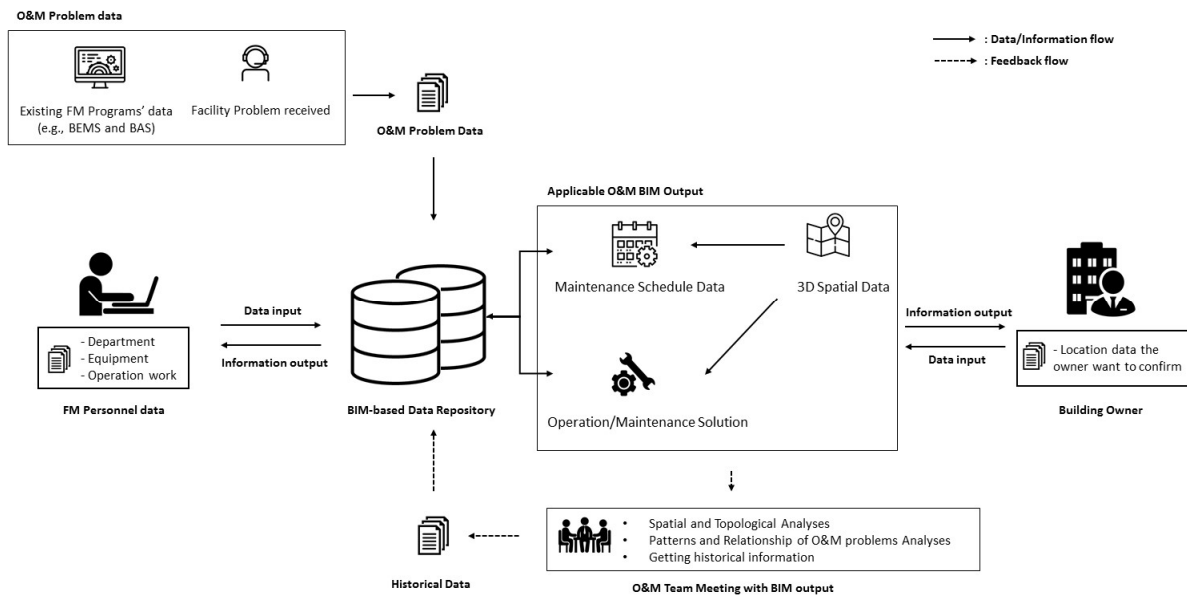 O&M Problem data
Existing FM Programs' data
(e.g., BEMS and BAS)
Facility Problem received
O&M Problem Data
: Data/Information flow
: Feedback flow
Applicable O&M BIM Output
Maintenance Schedule Data
3D Spatial Data
Operation/Maintenance Solution
Data input
Information output
- Department
- Equipment
- Operation work
FM Personnel data
BIM-based Data Repository
Information output
Data input
- Location data the
owner want to confirm
Building Owner
Historical Data
• Spatial and Topological Analyses
• Patterns and Relationship of O&M problems Analyses
• Getting historical information
O&M Team Meeting with BIM output